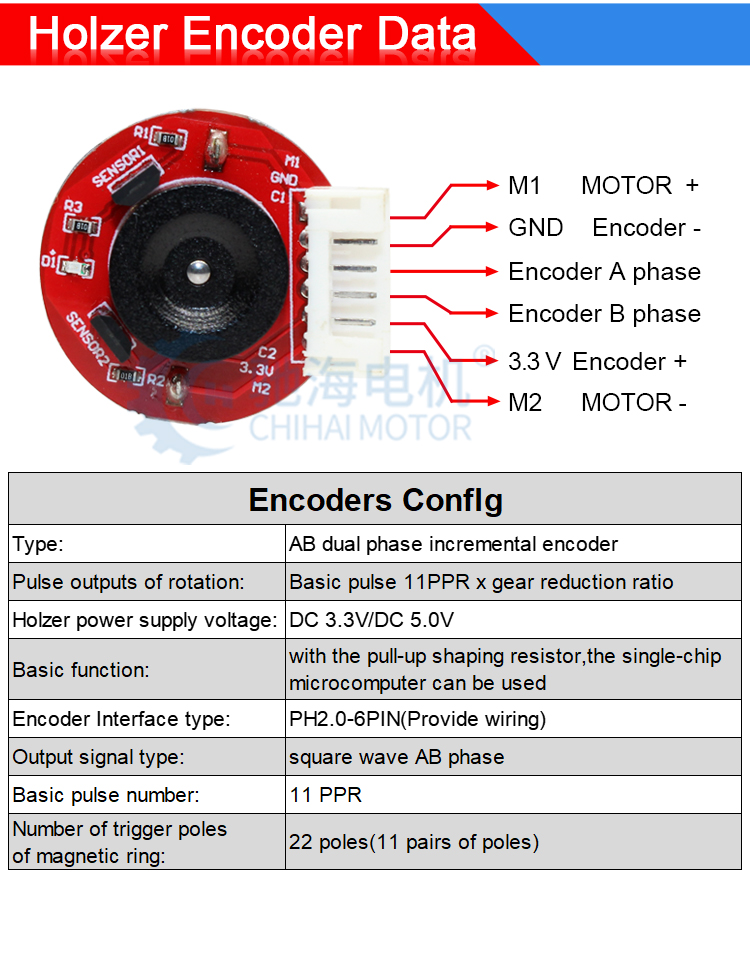 Holzer Encoder Data
R1
810
M1
GND
C1
SENSOR1
R3
810
D1
+
SENSOR2
018
R2
C2
3.3V
M2
M1 MOTOR +
GND Encoder -
Encoder A phase
Encoder B phase
3.3 V Encoder +
M2 MOTOR -
海电机®
CHIHAI MOTOR
Encoders ConfIg
Type: AB dual phase incremental encoder
Pulse outputs of rotation: Basic pulse 11PPR x gear reduction ratio
Holzer power supply voltage: DC 3.3V/DC 5.0V
Basic function: with the pull-up shaping resistor,the single-chip
microcomputer can be used
Encoder Interface type: PH2.0-6PIN(Provide wiring)
Output signal type: square wave AB phase
Basic pulse number: 11 PPR
Number of trigger poles
of magnetic ring: 22 poles(11 pairs of poles)